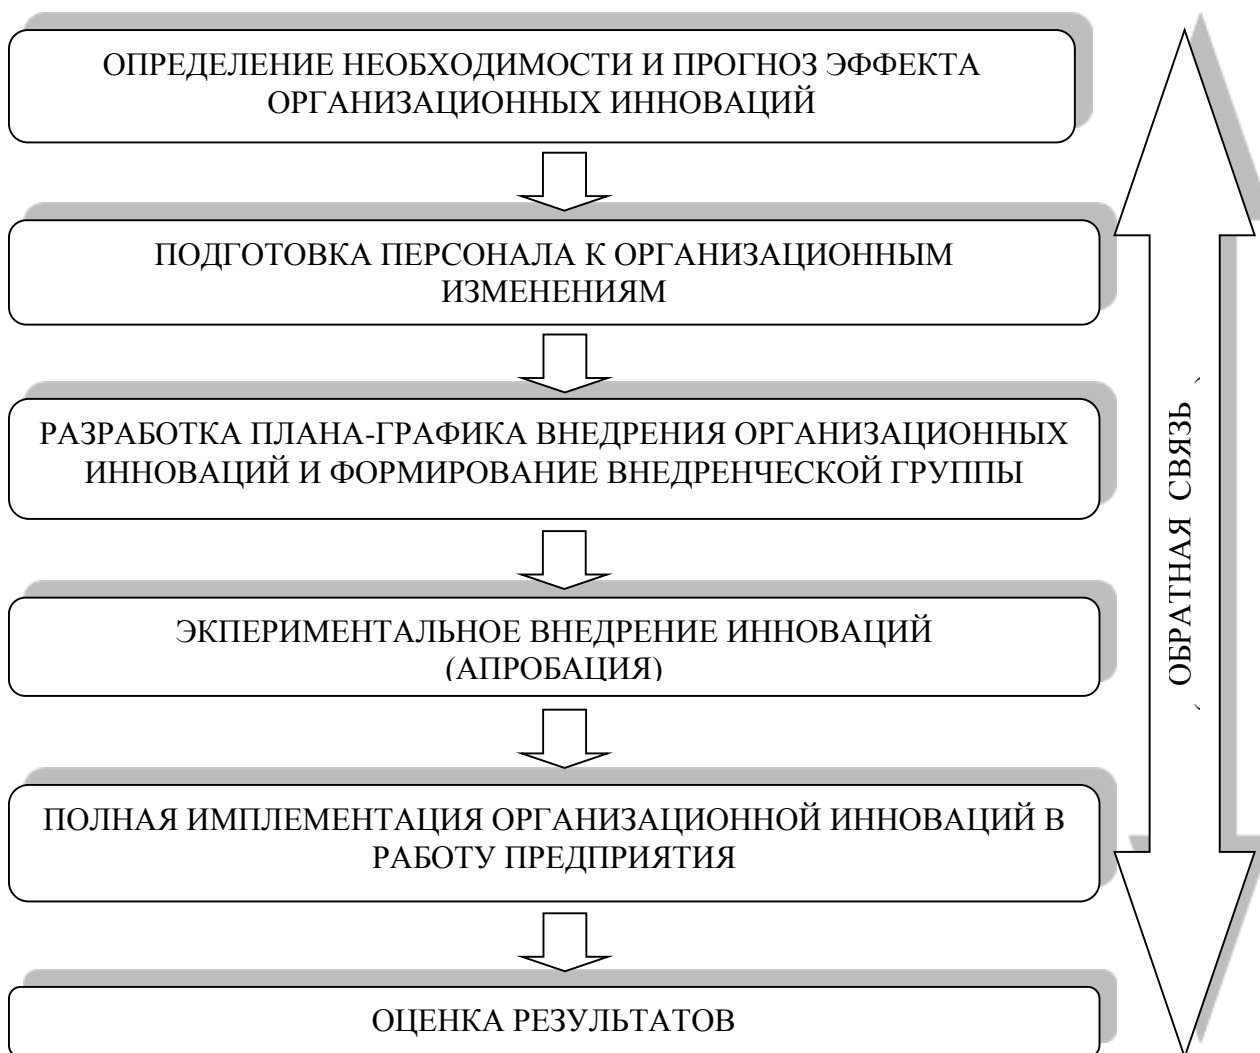 ОПРЕДЕЛЕНИЕ НЕОБХОДИМОСТИ И ПРОГНОЗ ЭФФЕКТА
ОРГАНИЗАЦИОННЫХ ИННОВАЦИЙ
ПОДГОТОВКА ПЕРСОНАЛА К ОРГАНИЗАЦИОННЫМ
ИЗМЕНЕНИЯМ
РАЗРАБОТКА ПЛАНА-ГРАФИКА ВНЕДРЕНИЯ ОРГАНИЗАЦИОННЫХ
ИННОВАЦИЙ И ФОРМИРОВАНИЕ ВНЕДРЕНЧЕСКОЙ ГРУППЫ
ЭКПЕРИМЕНТАЛЬНОЕ ВНЕДРЕНИЕ ИННОВАЦИЙ
(АПРОБАЦИЯ)
ПОЛНАЯ ИМПЛЕМЕНТАЦИЯ ОРГАНИЗАЦИОННОЙ ИННОВАЦИЙ В
РАБОТУ ПРЕДПРИЯТИЯ
ОЦЕНКА РЕЗУЛЬТАТОВ
ОБРАТНАЯ СВЯЗЬ